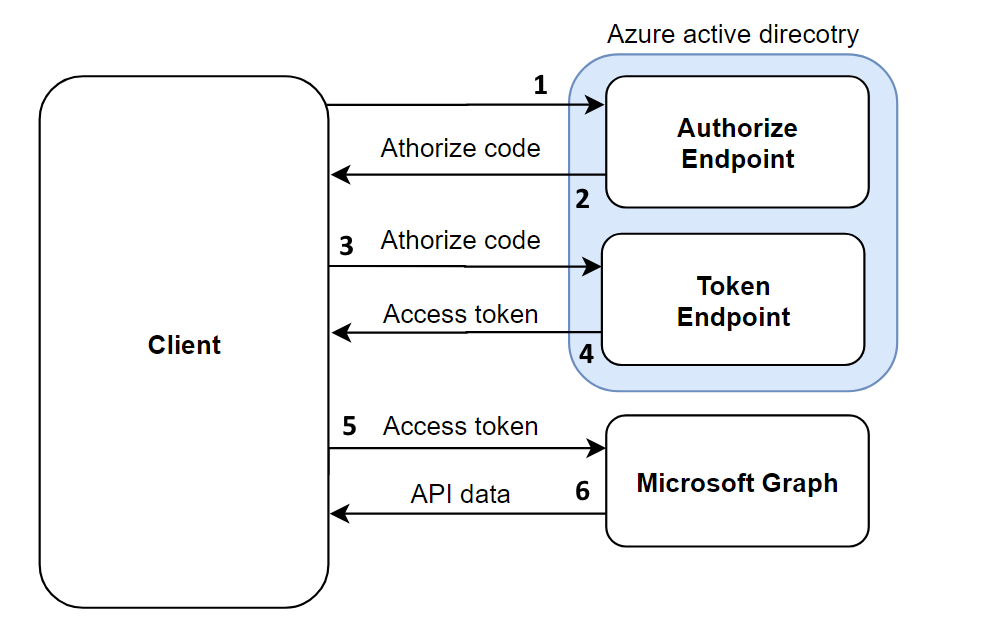 Azure active direcotry
1
Authorize
Endpoint
Athorize code
2
3
Athorize code
Token
Endpoint
Access token
4
Client
5
Access token
Microsoft Graph
API data
6